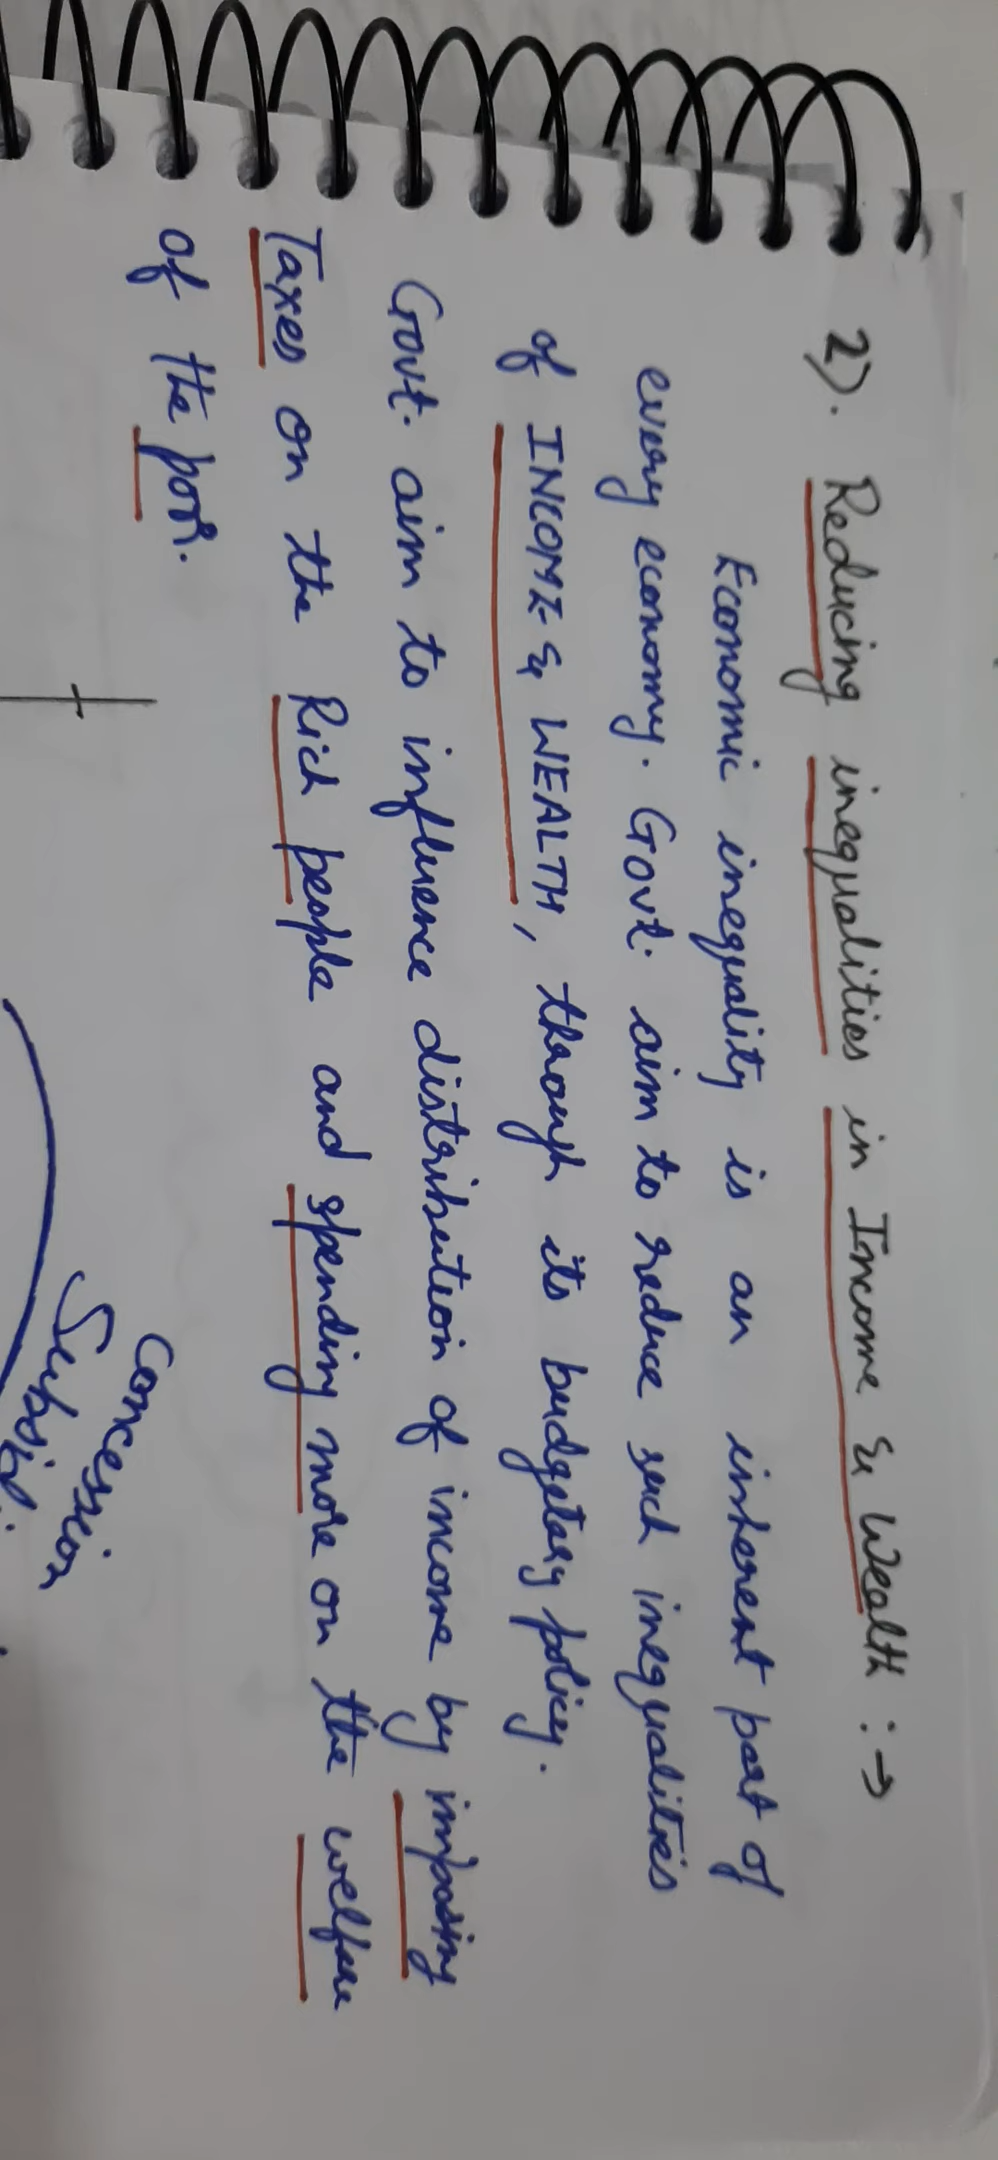 2). Reducing inequalities in Income & Wealth : →
Economic inequality is an inherent part of
every economy. Govt. aim to reduce such inequalities
of INCOME & WEALTH, through its budgetary policy.
Govt. aim to influence distribution of income by imposing
Taxes on the Rich people and spending more on the welfare
of the poor.
Concession